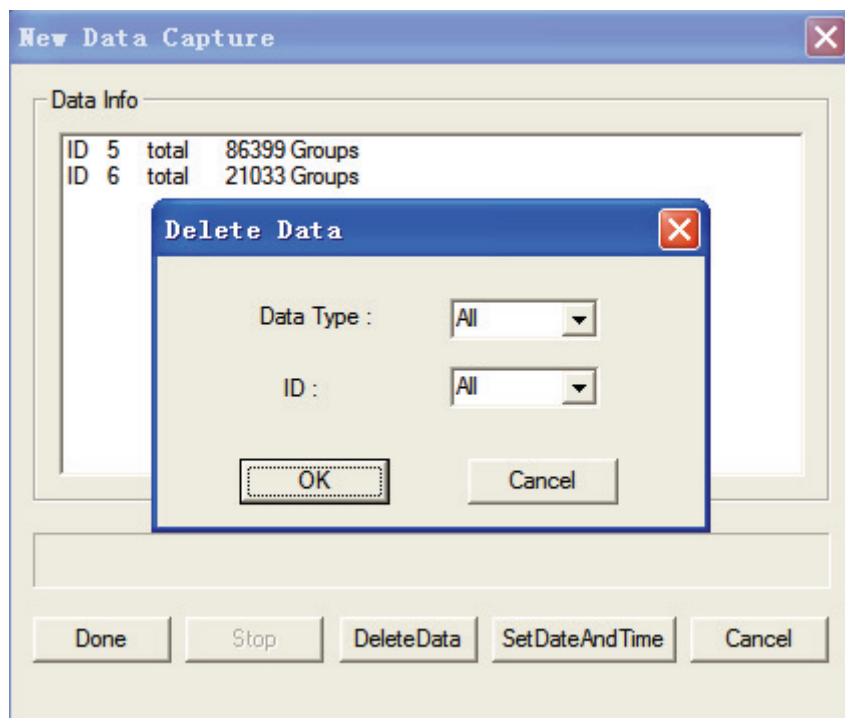 New Data Capture
Data Info
ID 5 total 86399 Groups
ID 6 total 21033 Groups
Delete Data
Data Type : All
ID : All
OK Cancel
Done Stop DeleteData SetDateAndTime Cancel